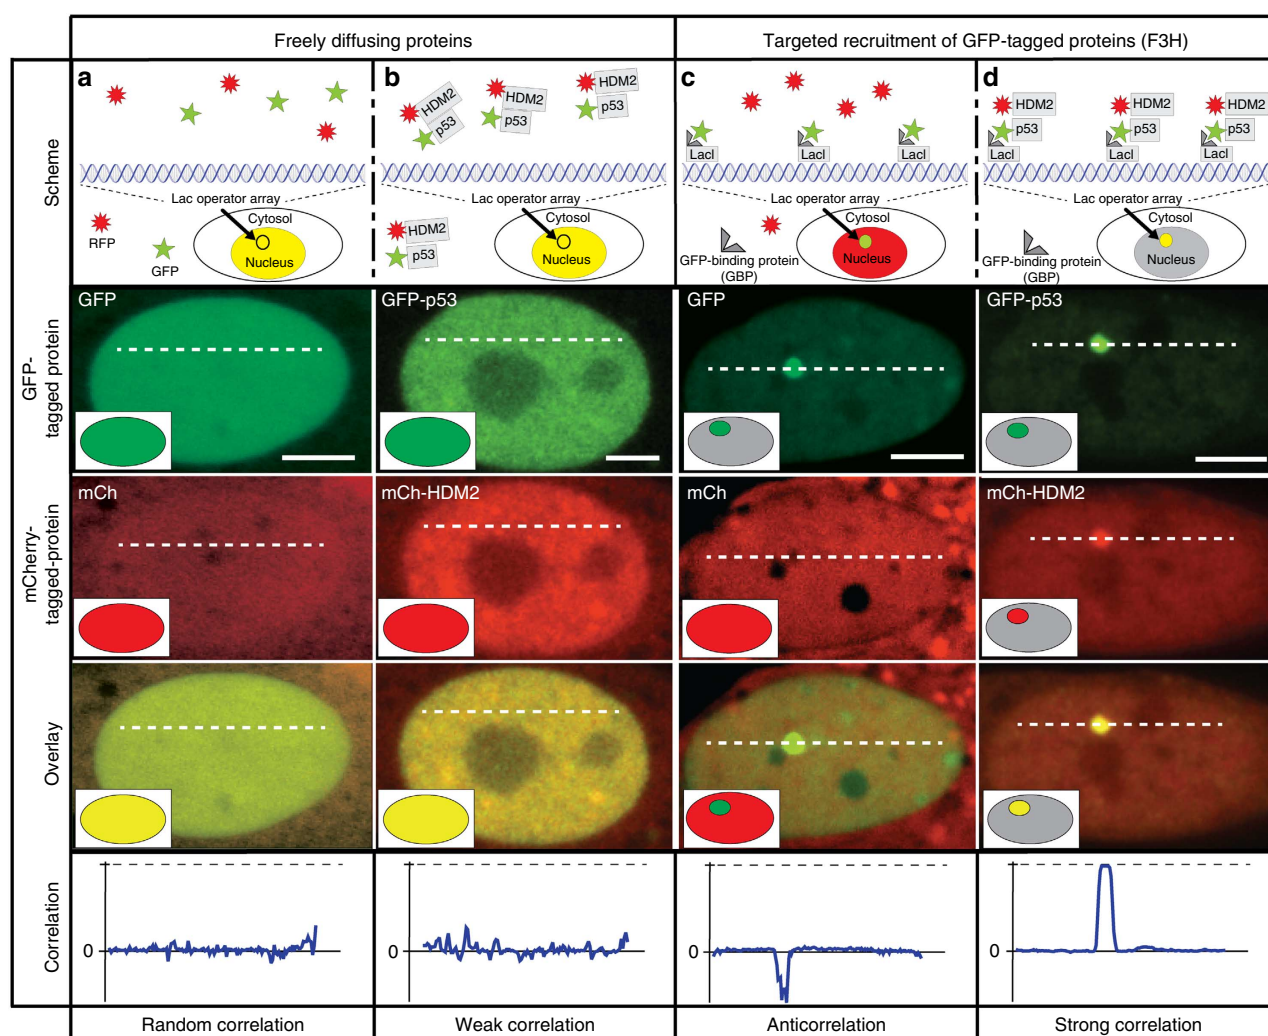 Freely diffusing proteins
Targeted recruitment of GFP-tagged proteins (F3H)
Scheme
a
b
HDM2
p53
HDM2
p53
HDM2
p53
c
LacI
LacI
LacI
d
HDM2
p53
LacI
HDM2
p53
LacI
HDM2
p53
LacI
Lac operator array
Cytosol
Nucleus
RFP
GFP
Lac operator array
Cytosol
Nucleus
HDM2
p53
Lac operator array
Cytosol
Nucleus
GFP-binding protein
(GBP)
Lac operator array
Cytosol
Nucleus
GFP-binding protein
(GBP)
GFP-
tagged protein
GFP
GFP-p53
GFP
GFP-p53
mCherry-
tagged-protein
mCh
mCh-HDM2
mCh
mCh-HDM2
Overlay
Correlation
0
0
0
0
Random correlation
Weak correlation
Anticorrelation
Strong correlation